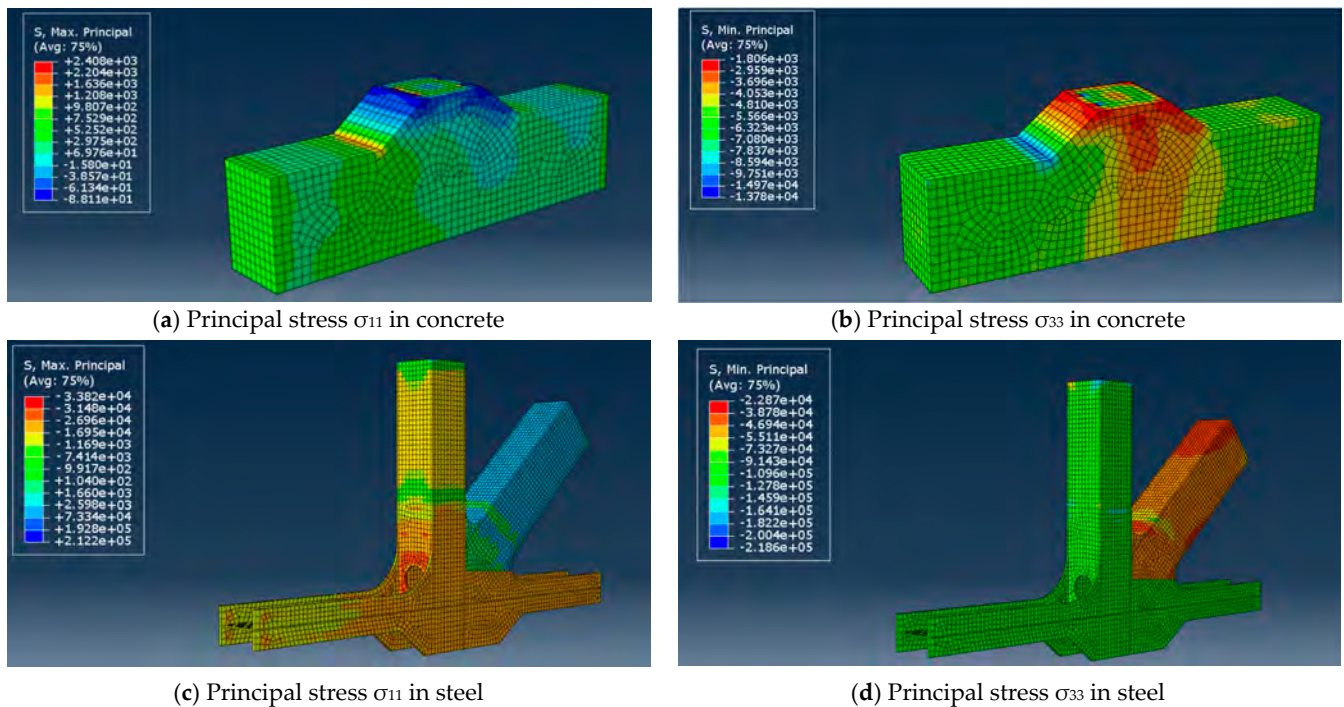 S, Max. Principal
(Avg: 75%)
+2.408e+03
+2.204e+03
+1.636e+03
+1.208e+03
+9.807e+02
+7.529e+02
+5.252e+02
+2.975e+02
+6.976e+01
-1.580e+01
-3.857e+01
-6.134e+01
-8.811e+01
S, Min. Principal
(Avg: 75%)
-1.806e+03
-2.959e+03
-3.696e+03
-4.053e+03
-4.810e+03
-5.566e+03
-6.323e+03
-7.080e+03
-7.837e+03
-8.594e+03
-9.751e+03
-1.497e+04
-1.378e+04
(a) Principal stress σ11 in concrete
(b) Principal stress σ33 in concrete
S, Max. Principal
(Avg: 75%)
-3.382e+04
-3.148e+04
-2.696e+04
-1.695e+04
-1.169e+03
-7.414e+03
-9.917e+02
+1.040e+02
+1.660e+03
+2.598e+03
+7.334e+04
+1.928e+05
+2.122e+05
S, Min. Principal
(Avg: 75%)
-2.287e+04
-3.878e+04
-4.694e+04
-5.511e+04
-7.327e+04
-9.143e+04
-1.096e+05
-1.278e+05
-1.459e+05
-1.641e+05
-1.822e+05
-2.004e+05
-2.186e+05
(c) Principal stress σ11 in steel
(d) Principal stress σ33 in steel